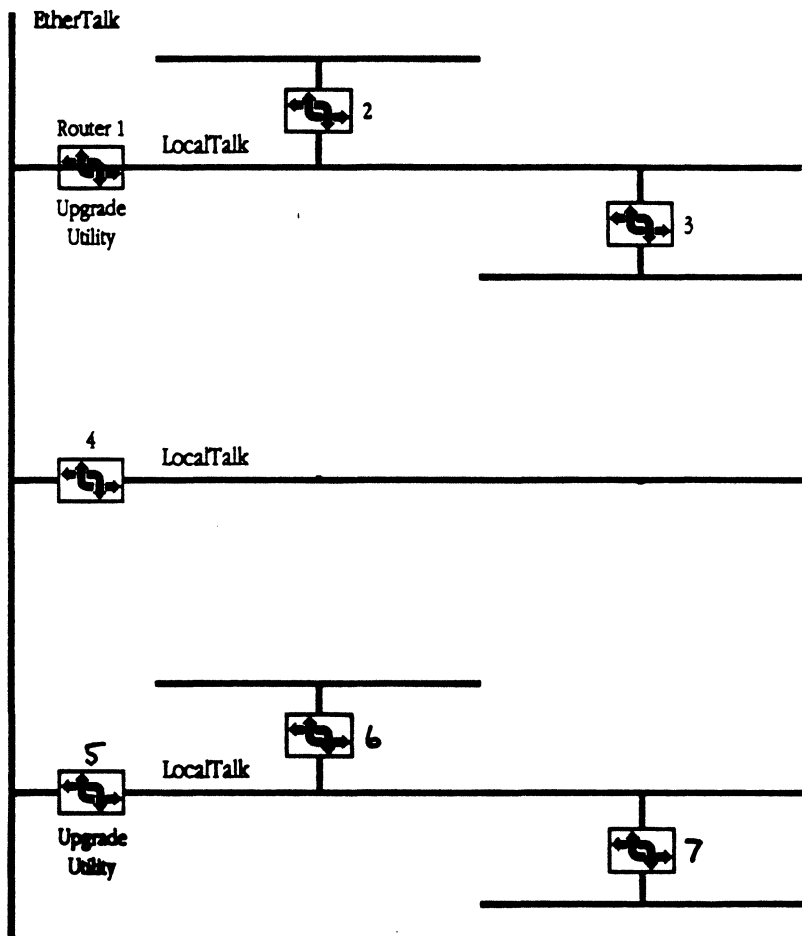 EtherTalk
2
Router 1
LocalTalk
Upgrade
Utility
3
4
LocalTalk
6
5
LocalTalk
Upgrade
Utility
7